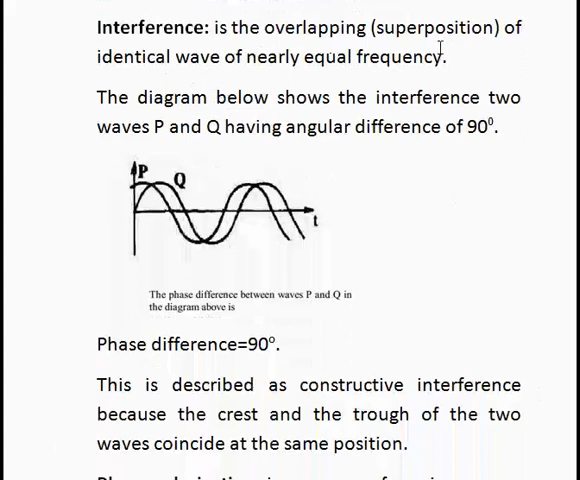 Interference: is the overlapping (superposition) of
identical wave of nearly equal frequency.
The diagram below shows the interference two
waves P and Q having angular difference of 90⁰.
P
Q
t
The phase difference between waves P and Q in
the diagram above is
Phase difference=90°.
This is described as constructive interference
because the crest and the trough of the two
waves coincide at the same position.